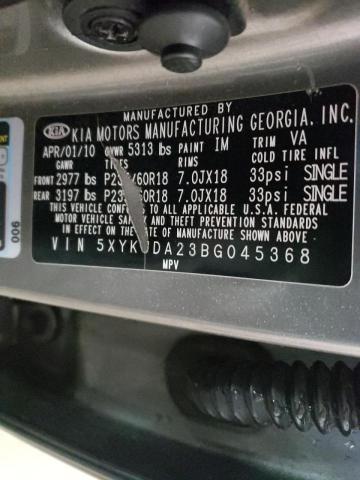 MANUFACTURED BY
KIA KIA MOTORS MANUFACTURING GEORGIA, INC.
APR/01/10 GVWR 5313 lbs PAINT IM TRIM VA
GAWR TIRES RIMS COLD TIRE INFL
FRONT 2977 lbs 7.0JX18 33psi SINGLE
REAR 3197 lbs 7.0JX18 33psi SINGLE
THIS VEHICLE CONFORMS TO ALL APPLICABLE U.S.A. FEDERAL
MOTOR VEHICLE SAFETY AND THEFT PREVENTION STANDARDS
IN EFFECT ON THE DATE OF MANUFACTURE SHOWN ABOVE.
VIN DA23BG045368
MPV
006